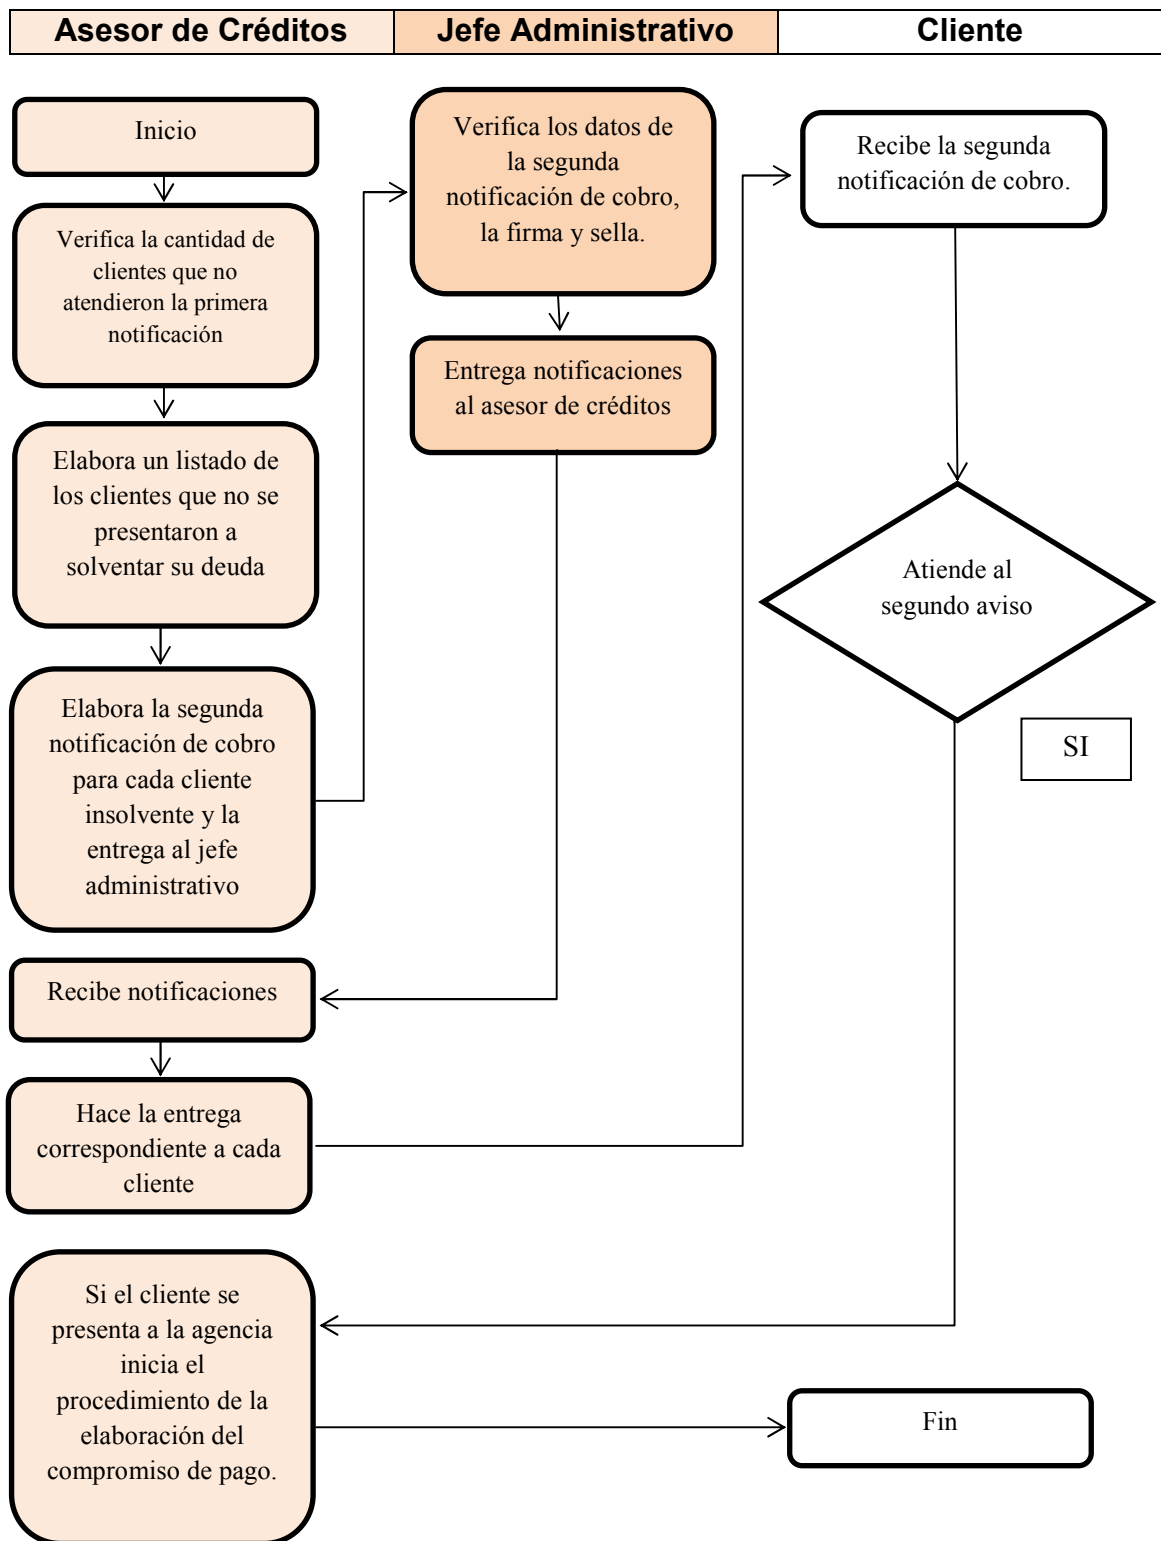 Asesor de Créditos
Jefe Administrativo
Cliente
Inicio
Verifica la cantidad de
clientes que no
atendieron la primera
notificación
Elabora un listado de
los clientes que no se
presentaron a
solventar su deuda
Elabora la segunda
notificación de cobro
para cada cliente
insolvente y la
entrega al jefe
administrativo
Verifica los datos de
la segunda
notificación de cobro,
la firma y sella.
Entrega notificaciones
al asesor de créditos
Recibe notificaciones
Hace la entrega
correspondiente a cada
cliente
Recibe la segunda
notificación de cobro.
Atiende al
segundo aviso
SI
Si el cliente se
presenta a la agencia
inicia el
procedimiento de la
elaboración del
compromiso de pago.
Fin